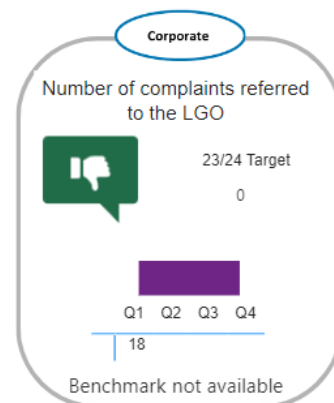 Corporate
Number of complaints referred
to the LGO
23/24 Target
0
Q1 Q2 Q3 Q4
18
Benchmark not available